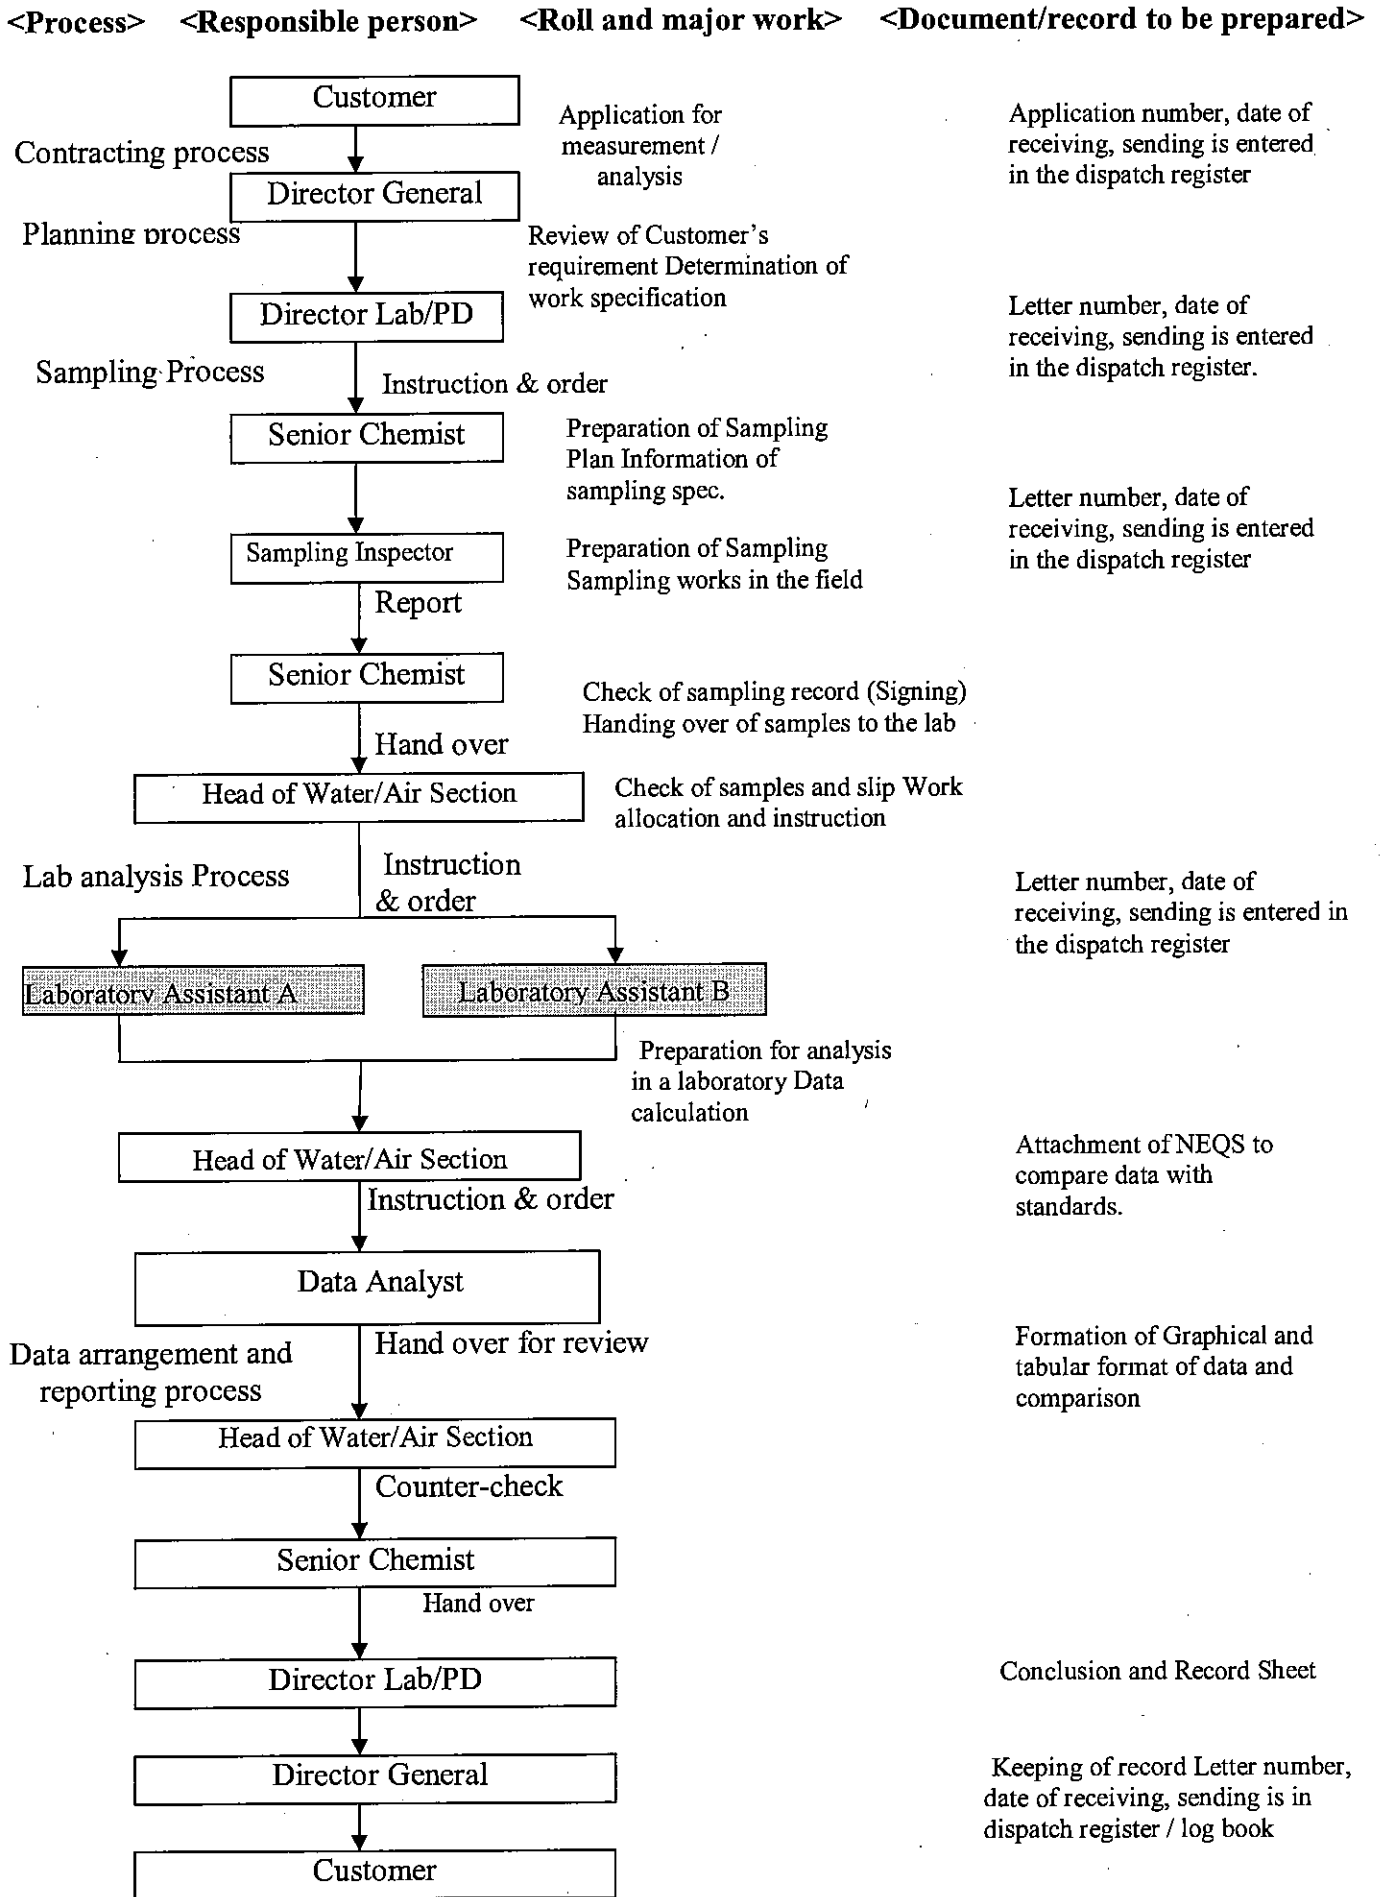 <Process> <Responsible person> <Roll and major work> <Document/record to be prepared>
Customer
Application for
measurement /
analysis
Application number, date of
receiving, sending is entered
in the dispatch register
Contracting process
Director General
Planning process
Review of Customer's
requirement Determination of
work specification
Director Lab/PD
Letter number, date of
receiving, sending is entered
in the dispatch register.
Sampling Process
Instruction & order
Senior Chemist
Preparation of Sampling
Plan Information of
sampling spec.
Letter number, date of
receiving, sending is entered
in the dispatch register
Sampling Inspector
Preparation of Sampling
Sampling works in the field
Report
Senior Chemist
Check of sampling record (Signing)
Handing over of samples to the lab
Hand over
Head of Water/Air Section
Check of samples and slip Work
allocation and instruction
Lab analysis Process
Instruction
& order
Letter number, date of
receiving, sending is entered in
the dispatch register
Laboratory Assistant A
Laboratory Assistant B
Preparation for analysis
in a laboratory Data
calculation
Head of Water/Air Section
Attachment of NEQS to
compare data with
standards.
Instruction & order
Data Analyst
Hand over for review
Data arrangement and
reporting process
Formation of Graphical and
tabular format of data and
comparison
Head of Water/Air Section
Counter-check
Senior Chemist
Hand over
Director Lab/PD
Conclusion and Record Sheet
Director General
Keeping of record Letter number,
date of receiving, sending is in
dispatch register / log book
Customer